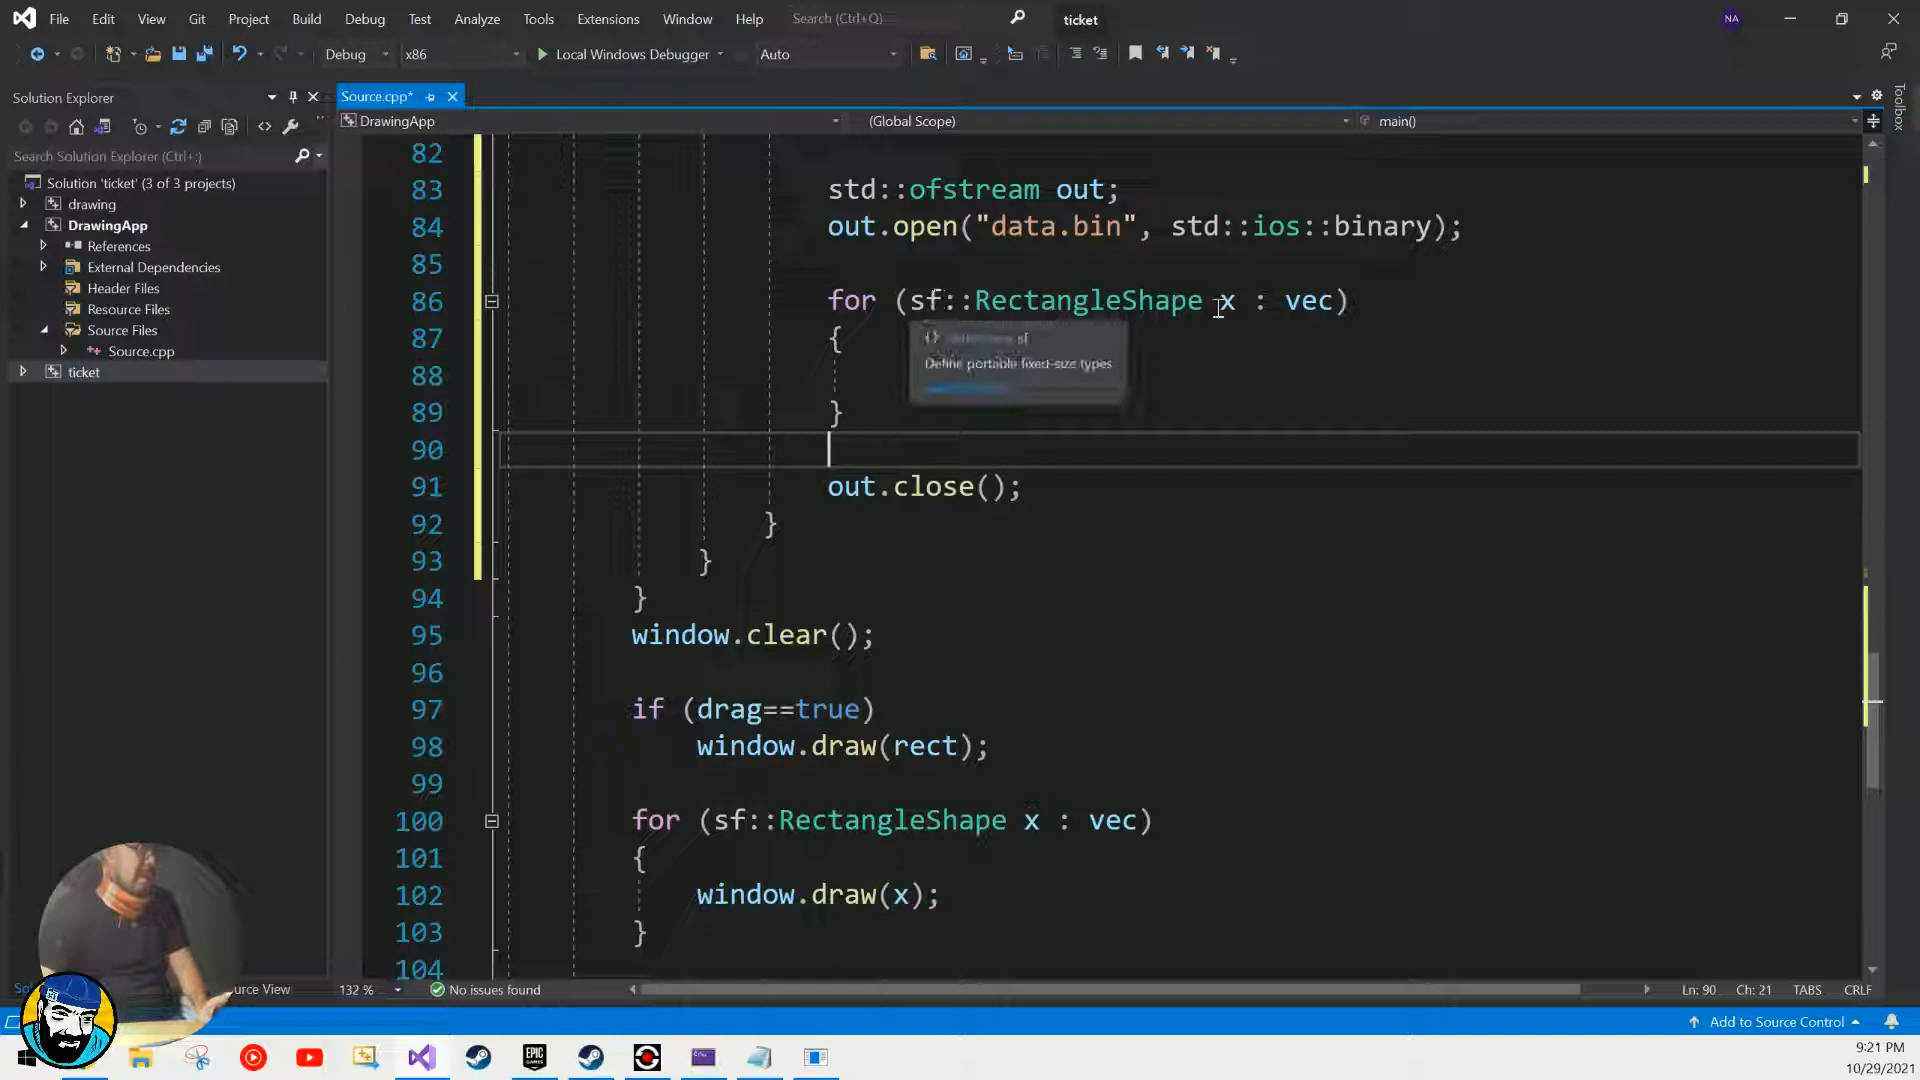 File Edit View Git Project Build Debug Test Analyze Tools Extensions Window Help Search (Ctrl+Q) ticket NA
Debug x86 Local Windows Debugger Auto
Solution Explorer
Source.cpp*
DrawingApp (Global Scope) main()
Toolbox
Search Solution Explorer (Ctrl+;)
Solution 'ticket' (3 of 3 projects)
drawing
DrawingApp
References
External Dependencies
Header Files
Resource Files
Source Files
Source.cpp
ticket
82
83 std::ofstream out;
84 out.open("data.bin", std::ios::binary);
85
86 for (sf::RectangleShape x : vec)
87 {
{} sf
Define portable fixed-size types
88
89 }
90
91 out.close();
92 }
93 }
94 }
95 window.clear();
96
97 if (drag==true)
98 window.draw(rect);
99
100 for (sf::RectangleShape x : vec)
101 {
102 window.draw(x);
103 }
104
132 % No issues found Ln: 90 Ch: 21 TABS CRLF
Add to Source Control
EPIC GAMES
9:21 PM
10/29/2021